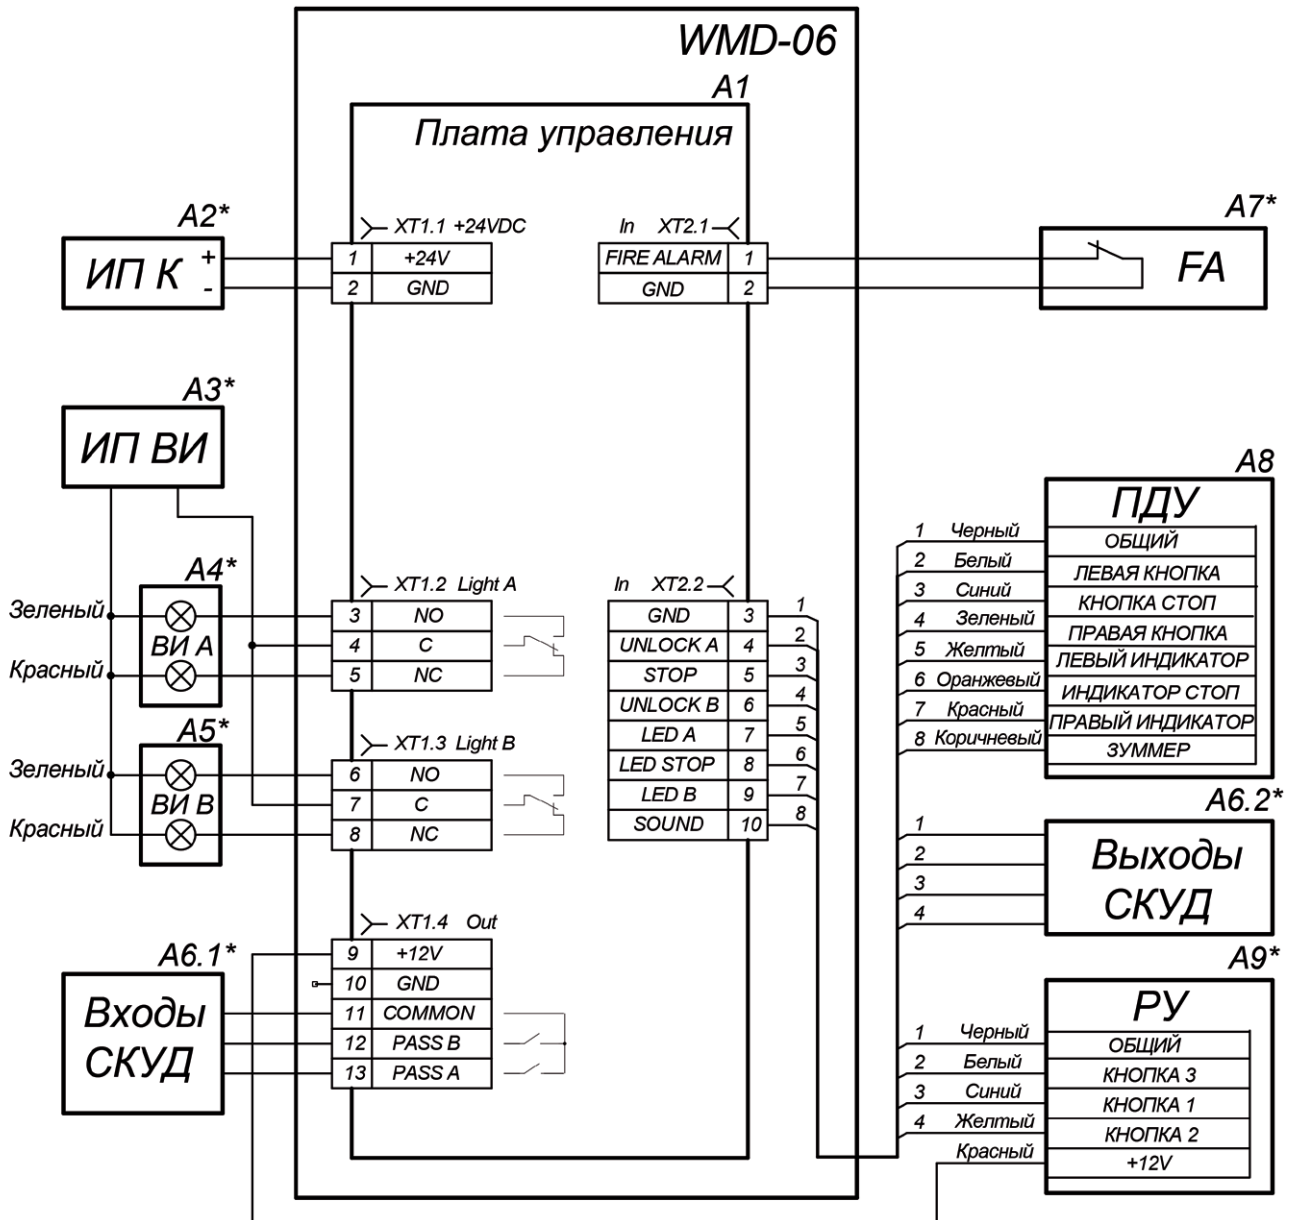 WMD-06
A1
Плата управления
A2*
ИП К + -
XT1.1 +24VDC
1 +24V
2 GND
In XT2.1
FIRE ALARM 1
GND 2
A7*
FA
A3*
ИП ВИ
A4*
Зеленый
ВИ А
Красный
XT1.2 Light A
3 NO
4 C
5 NC
A5*
Зеленый
ВИ В
Красный
XT1.3 Light B
6 NO
7 C
8 NC
In XT2.2
GND 3 1
UNLOCK A 4 2
STOP 5 3
UNLOCK B 6 4
LED A 7 5
LED STOP 8 6
LED B 9 7
SOUND 10 8
A8
ПДУ
1 Черный ОБЩИЙ
2 Белый ЛЕВАЯ КНОПКА
3 Синий КНОПКА СТОП
4 Зеленый ПРАВАЯ КНОПКА
5 Желтый ЛЕВЫЙ ИНДИКАТОР
6 Оранжевый ИНДИКАТОР СТОП
7 Красный ПРАВЫЙ ИНДИКАТОР
8 Коричневый ЗУММЕР
A6.2*
1
2
3
4
Выходы
СКУД
A6.1*
Входы
СКУД
XT1.4 Out
9 +12V
10 GND
11 COMMON
12 PASS B
13 PASS A
A9*
РУ
1 Черный ОБЩИЙ
2 Белый КНОПКА 3
3 Синий КНОПКА 1
4 Желтый КНОПКА 2
Красный +12V